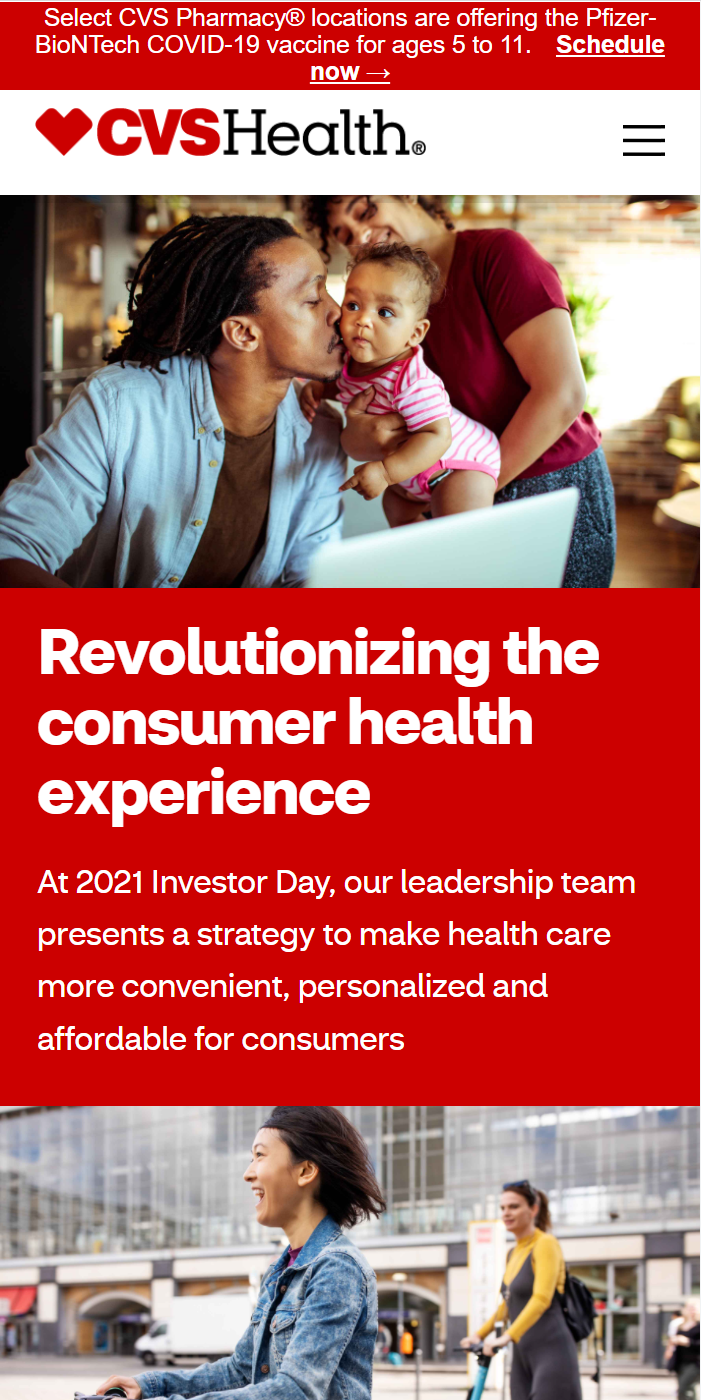 Select CVS Pharmacy® locations are offering the Pfizer-
BioNTech COVID-19 vaccine for ages 5 to 11. Schedule
now →
CVSHealth®
Revolutionizing the
consumer health
experience
At 2021 Investor Day, our leadership team
presents a strategy to make health care
more convenient, personalized and
affordable for consumers